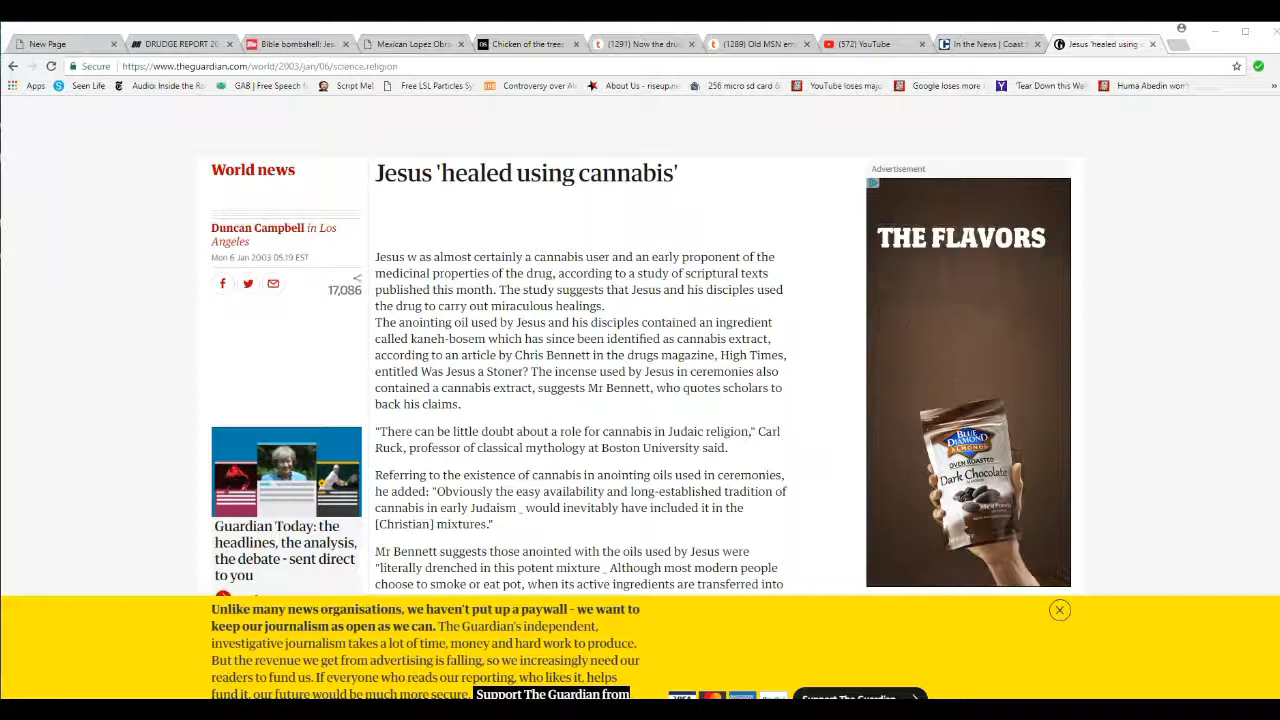 New Page
DRUDGE REPORT 20
Bible bombshell: Jes
Mexican Lopez Obra
Chicken of the trees
(1291) Now the dru
(1289) Old MSN em
(572) YouTube
In the News | Coast
Jesus 'healed using c
Secure
https://www.theguardian.com/world/2003/jan/06/science.religion
Apps
Seen Life
Audio: Inside the Ro
GAB | Free Speech f
Script Mel
Free LSL Particle Sy
Controversy over Al
About Us - riseup.ne
256 micro sd card &
YouTube loses majo
Google loses more
'Tear Down this Wa
Huma Abedin won'
»
World news
Duncan Campbell in Los
Angeles
Mon 6 Jan 2003 05.19 EST
17,086
Guardian Today: the
headlines, the analysis,
the debate - sent direct
to you
Jesus 'healed using cannabis'
Jesus w as almost certainly a cannabis user and an early proponent of the
medicinal properties of the drug, according to a study of scriptural texts
published this month. The study suggests that Jesus and his disciples used
the drug to carry out miraculous healings.
The anointing oil used by Jesus and his disciples contained an ingredient
called kaneh-bosem which has since been identified as cannabis extract,
according to an article by Chris Bennett in the drugs magazine, High Times,
entitled Was Jesus a Stoner? The incense used by Jesus in ceremonies also
contained a cannabis extract, suggests Mr Bennett, who quotes scholars to
back his claims.
"There can be little doubt about a role for cannabis in Judaic religion," Carl
Ruck, professor of classical mythology at Boston University said.
Referring to the existence of cannabis in anointing oils used in ceremonies,
he added: "Obviously the easy availability and long-established tradition of
cannabis in early Judaism _ would inevitably have included it in the
[Christian] mixtures."
Mr Bennett suggests those anointed with the oils used by Jesus were
"literally drenched in this potent mixture _ Although most modern people
choose to smoke or eat pot, when its active ingredients are transferred into
Advertisement
THE FLAVORS
BLUE
DIAMOND
ALMONDS
OVEN ROASTED
Dark Chocolate
Unlike many news organisations, we haven't put up a paywall – we want to
keep our journalism as open as we can. The Guardian's independent,
investigative journalism takes a lot of time, money and hard work to produce.
But the revenue we get from advertising is falling, so we increasingly need our
readers to fund us. If everyone who reads our reporting, who likes it, helps
fund it, our future would be much more secure. Support The Guardian from
VISA
Support The Guardian